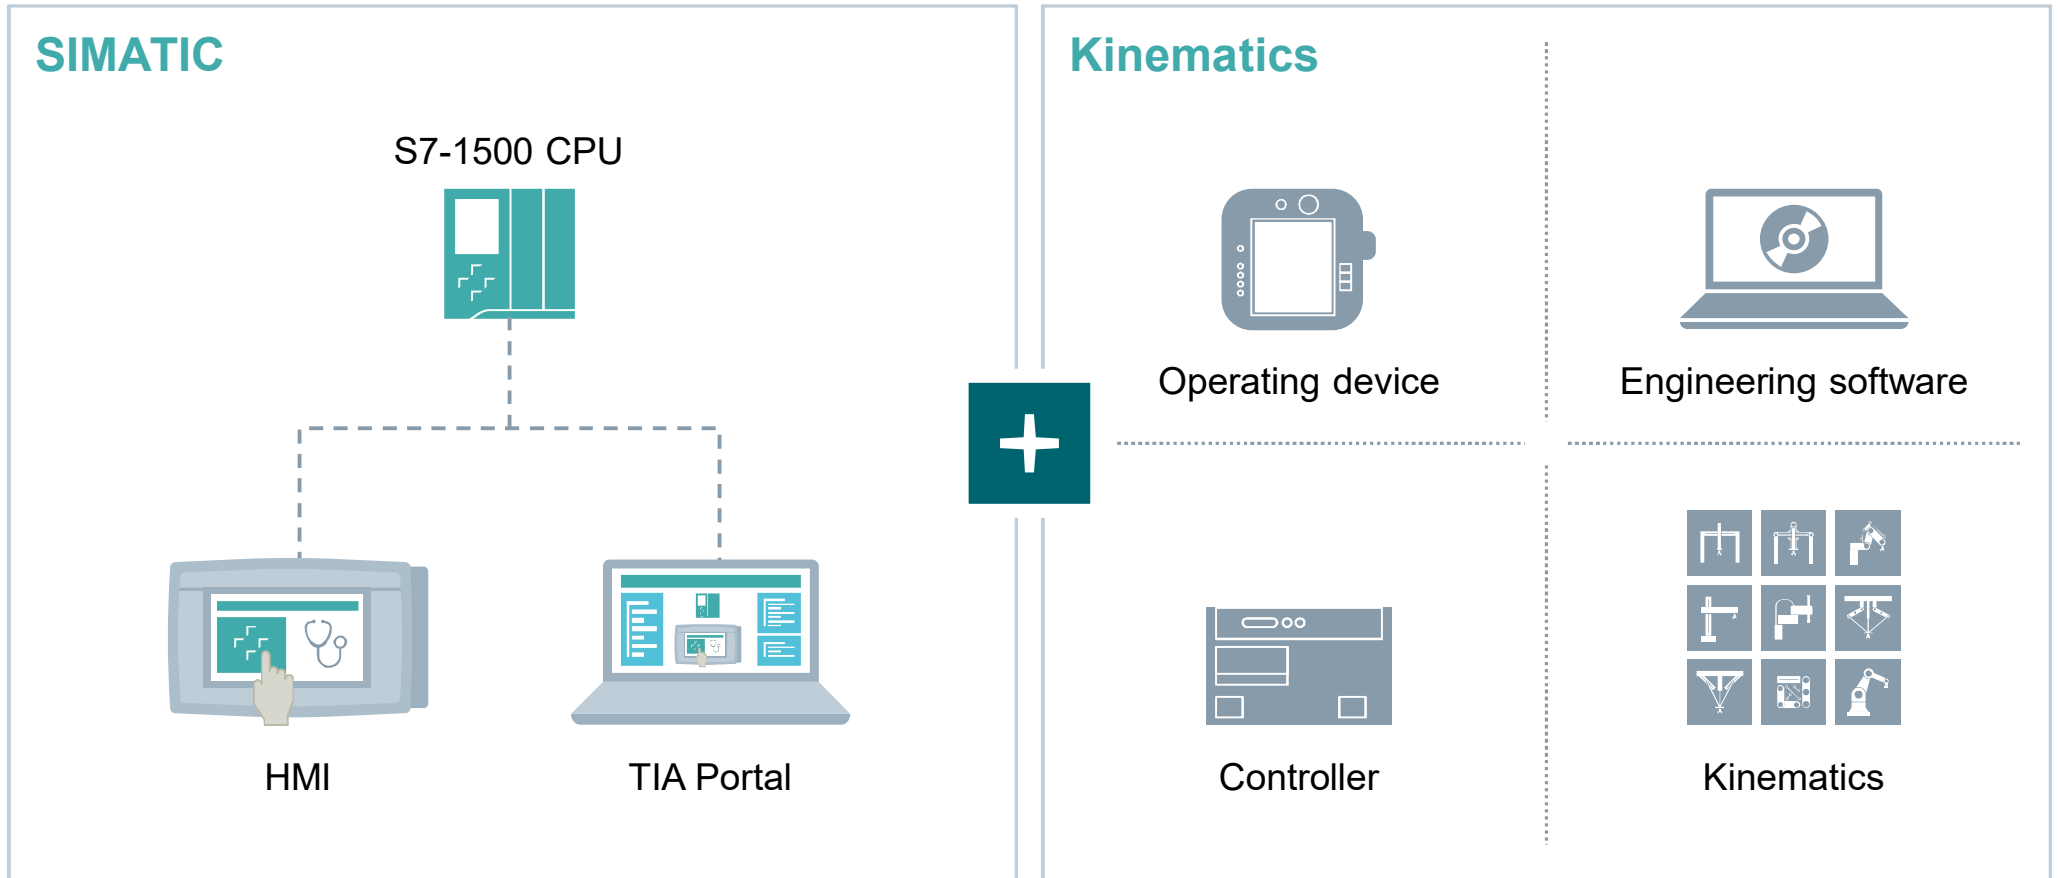 SIMATIC
S7-1500 CPU
HMI
TIA Portal
Kinematics
Operating device
Engineering software
Controller
Kinematics